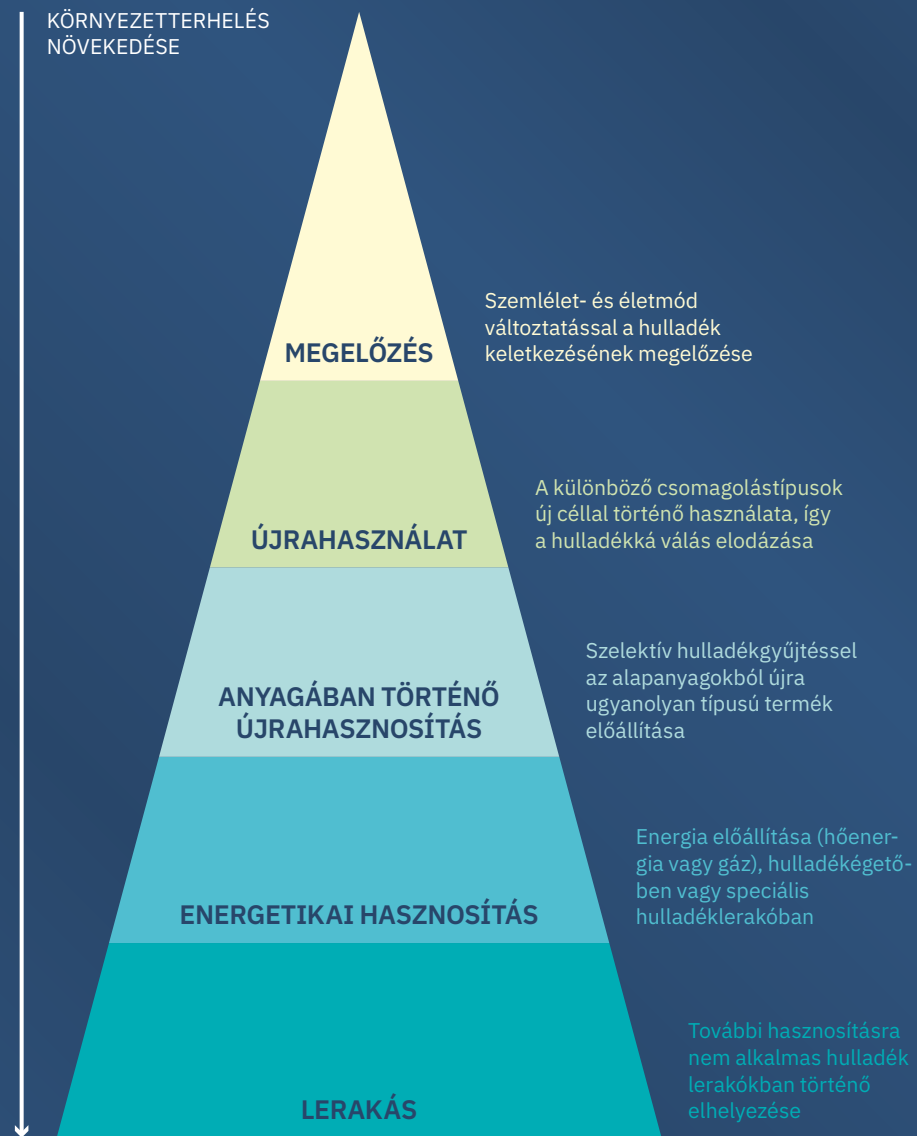 KÖRNYEZETTERHELÉS
NÖVEKEDÉSE
MEGELŐZÉS
Szemlélet- és életmód
változtatással a hulladék
keletkezésének megelőzése
ÚJRAHASZNÁLAT
A különböző csomagolástípusok
új céllal történő használata, így
a hulladékká válás elodázása
ANYAGÁBAN TÖRTÉNŐ
ÚJRAHASZNOSÍTÁS
Szelektív hulladékgyűjtéssel
az alapanyagokból újra
ugyanolyan típusú termék
előállítása
ENERGETIKAI HASZNOSÍTÁS
Energia előállítása (hőener-
gia vagy gáz), hulladékégető-
ben vagy speciális
hulladéklerakóban
LERAKÁS
További hasznosításra
nem alkalmas hulladék
lerakókban történő
elhelyezése